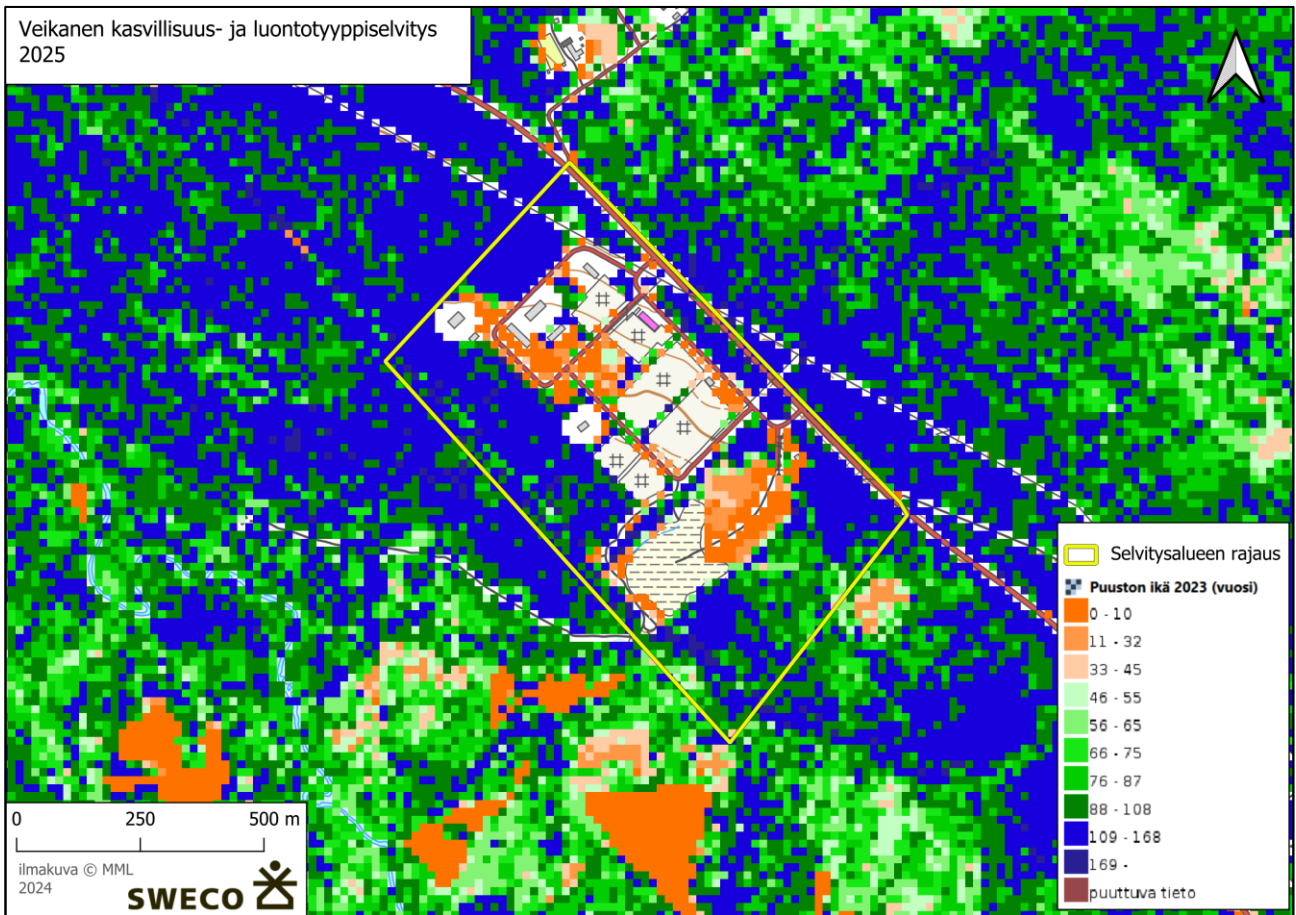 Veikanen kasvillisuus- ja luontotyyppiselvitys
2025
Selvitysalueen rajaus
Puuston ikä 2023 (vuosi)
0 - 10
11 - 32
33 - 45
46 - 55
56 - 65
66 - 75
76 - 87
88 - 108
109 - 168
169 -
puuttuva tieto
0 250 500 m
ilmakuva © MML
2024
SWECO